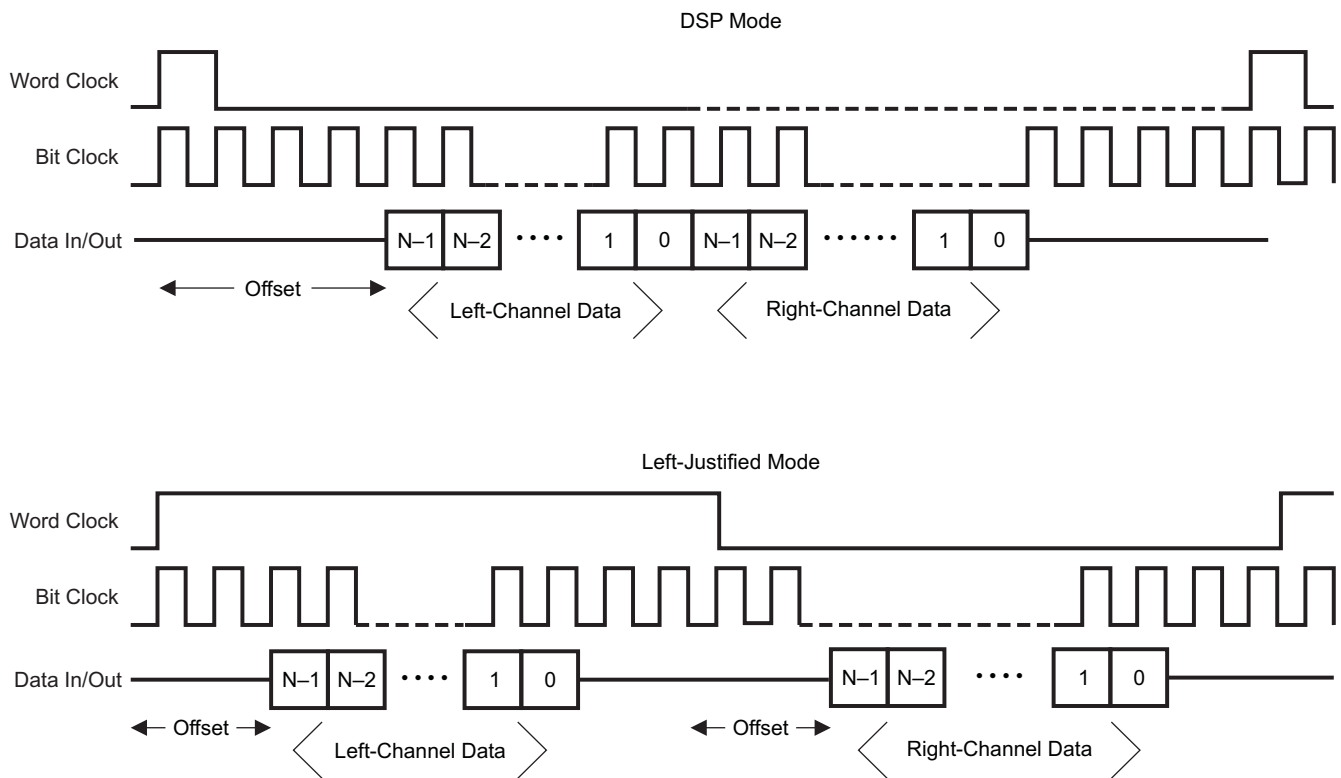 DSP Mode
Word Clock
Bit Clock
Data In/Out
N–1 N–2 •••• 1 0 N–1 N–2 •••••• 1 0
Offset
Left-Channel Data
Right-Channel Data
Left-Justified Mode
Word Clock
Bit Clock
Data In/Out
N–1 N–2 •••• 1 0 N–1 N–2 •••• 1 0
Offset
Offset
Left-Channel Data
Right-Channel Data